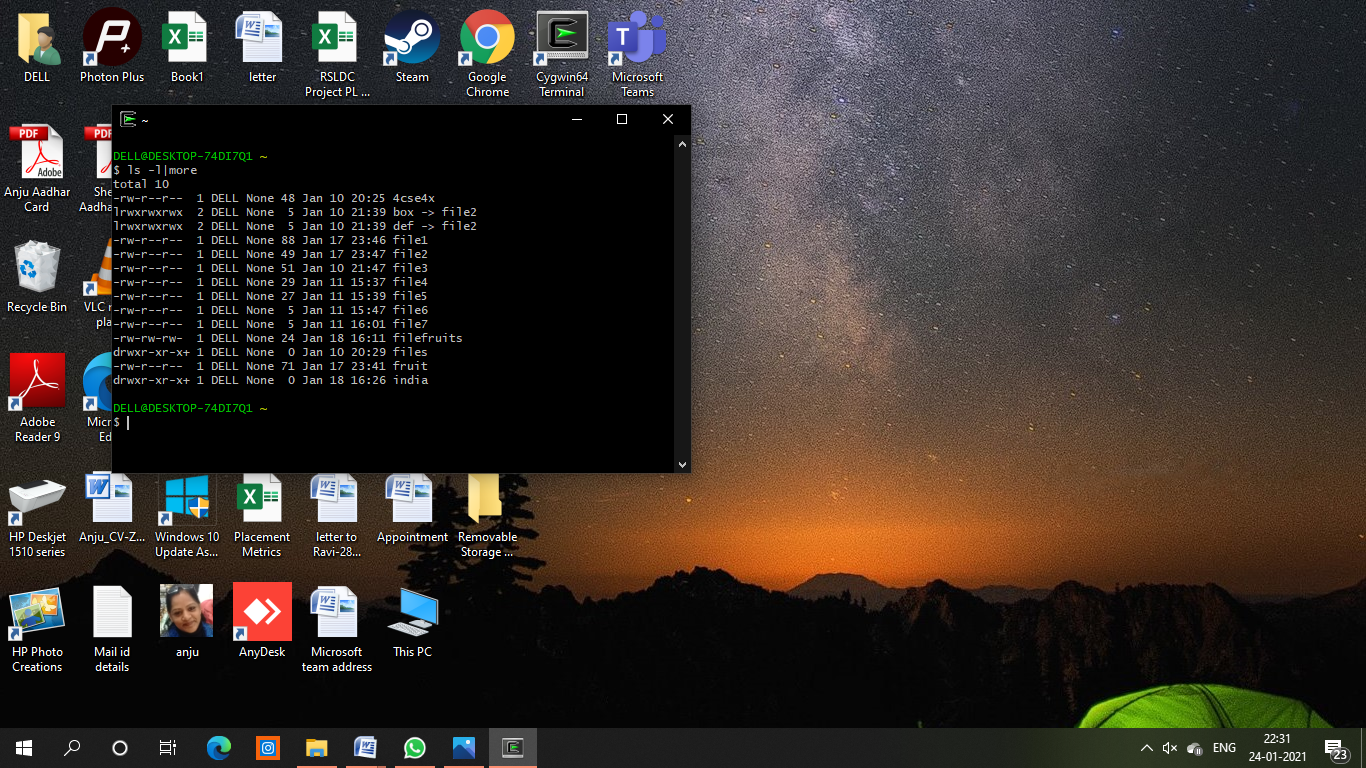 DELL
Photon Plus
Book1
letter
RSLDC
Project PL ...
Steam
Google
Chrome
Cygwin64
Terminal
Microsoft
Teams
~
DELL@DESKTOP-74DI7Q1 ~
$ ls -l|more
total 10
-rw-r--r--  1 DELL None 48 Jan 10 20:25 4cse4x
lrwxrwxrwx  2 DELL None  5 Jan 10 21:39 box -> file2
lrwxrwxrwx  2 DELL None  5 Jan 10 21:39 def -> file2
-rw-r--r--  1 DELL None 88 Jan 17 23:46 file1
-rw-r--r--  1 DELL None 49 Jan 17 23:47 file2
-rw-r--r--  1 DELL None 51 Jan 10 21:47 file3
-rw-r--r--  1 DELL None 29 Jan 11 15:37 file4
-rw-r--r--  1 DELL None 27 Jan 11 15:39 file5
-rw-r--r--  1 DELL None  5 Jan 11 15:47 file6
-rw-r--r--  1 DELL None  5 Jan 11 16:01 file7
-rw-rw-rw-  1 DELL None 24 Jan 18 16:11 filefruits
drwxr-xr-x+ 1 DELL None  0 Jan 10 20:29 files
-rw-r--r--  1 DELL None 71 Jan 17 23:41 fruit
drwxr-xr-x+ 1 DELL None  0 Jan 18 16:26 india
DELL@DESKTOP-74DI7Q1 ~
$
PDF
Adobe
Anju Aadhar
Card
PDF
She
Aadha
Recycle Bin
VLC
pla
Adobe
Reader 9
Micr
Ed
HP Deskjet
1510 series
Anju_CV-Z...
Windows 10
Update As...
Placement
Metrics
letter to
Ravi-28...
Appointment
Removable
Storage ...
HP Photo
Creations
Mail id
details
anju
AnyDesk
Microsoft
team address
This PC
ENG
22:31
24-01-2021
23